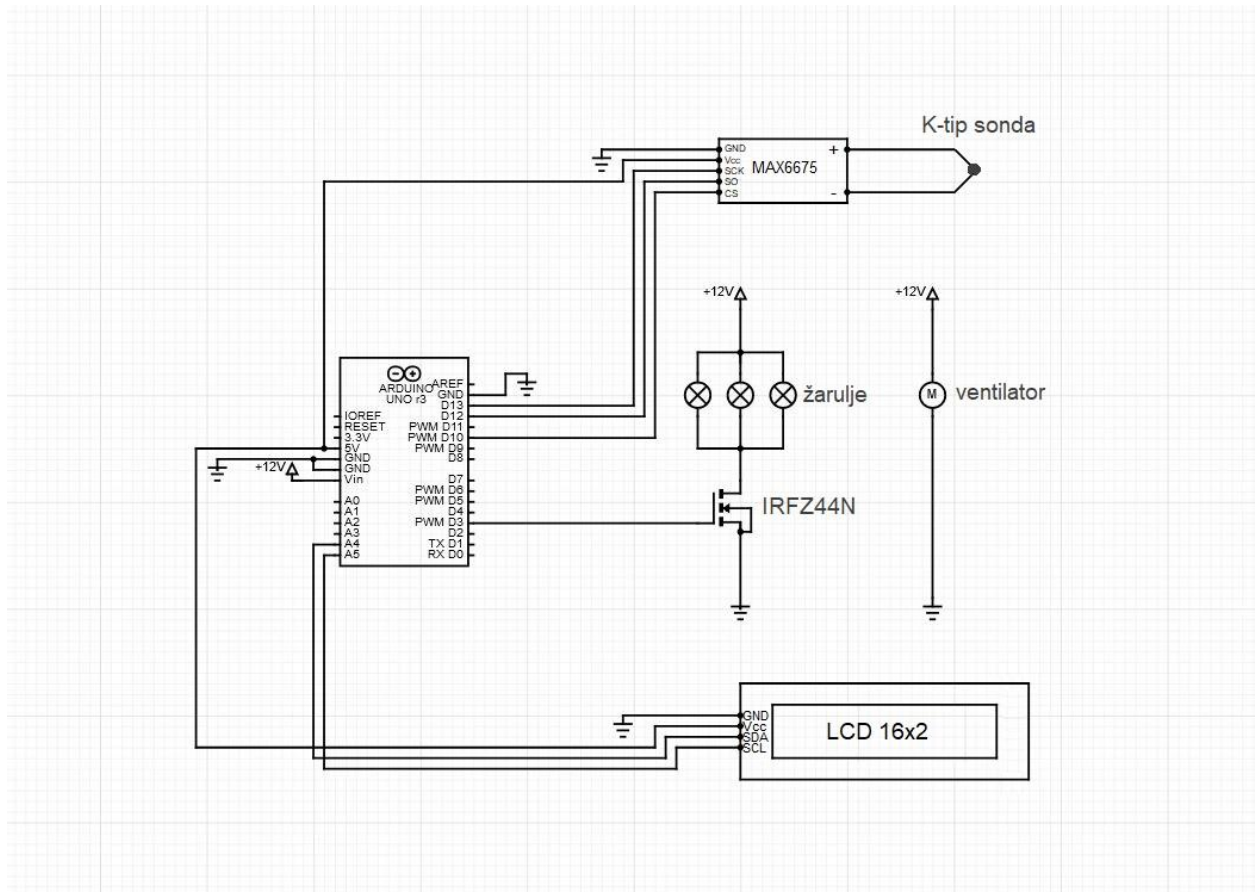 K-tip sonda
GND
Vcc
SCK
SO
CS
MAX6675
+
-
+12V
+12V
žarulje
M
ventilator
ARDUINO
UNO r3
AREF
GND
D13
D12
PWM D11
PWM D10
PWM D9
D8
D7
PWM D6
PWM D5
D4
PWM D3
D2
TX D1
RX D0
IOREF
RESET
3.3V
5V
GND
GND
Vin
+12V
A0
A1
A2
A3
A4
A5
IRFZ44N
GND
Vcc
SDA
SCL
LCD 16x2